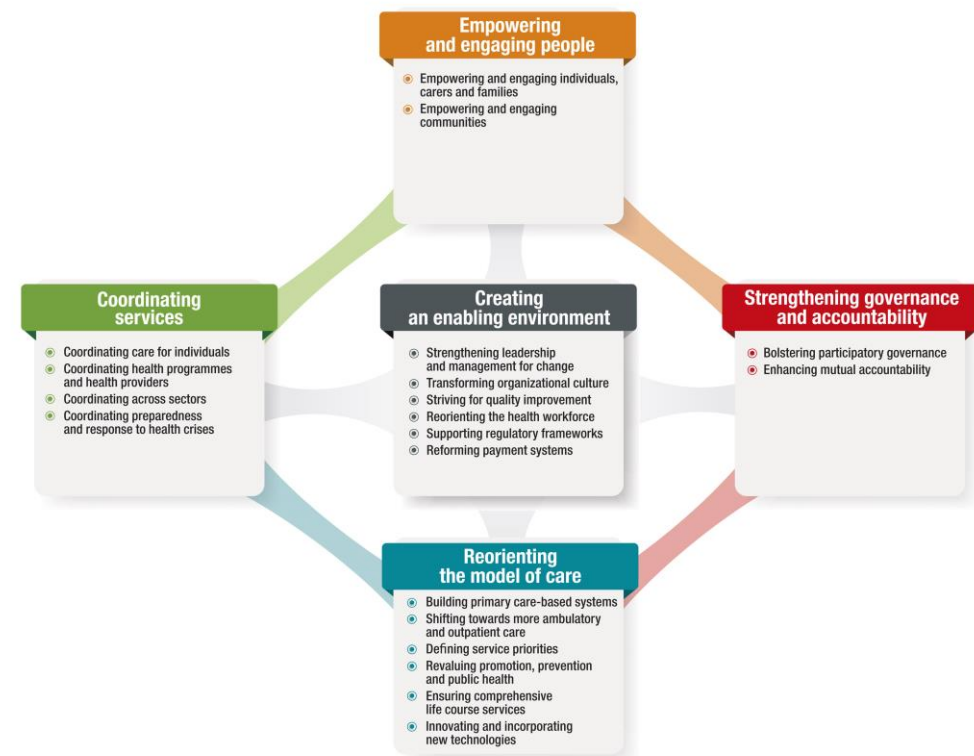 Empowering
and engaging people
Empowering and engaging individuals,
carers and families
Empowering and engaging
communities
Coordinating
services
Coordinating care for individuals
Coordinating health programmes
and health providers
Coordinating across sectors
Coordinating preparedness
and response to health crises
Creating
an enabling environment
Strengthening leadership
and management for change
Transforming organizational culture
Striving for quality improvement
Reorienting the health workforce
Supporting regulatory frameworks
Reforming payment systems
Strengthening governance
and accountability
Bolstering participatory governance
Enhancing mutual accountability
Reorienting
the model of care
Building primary care-based systems
Shifting towards more ambulatory
and outpatient care
Defining service priorities
Revaluing promotion, prevention
and public health
Ensuring comprehensive
life course services
Innovating and incorporating
new technologies